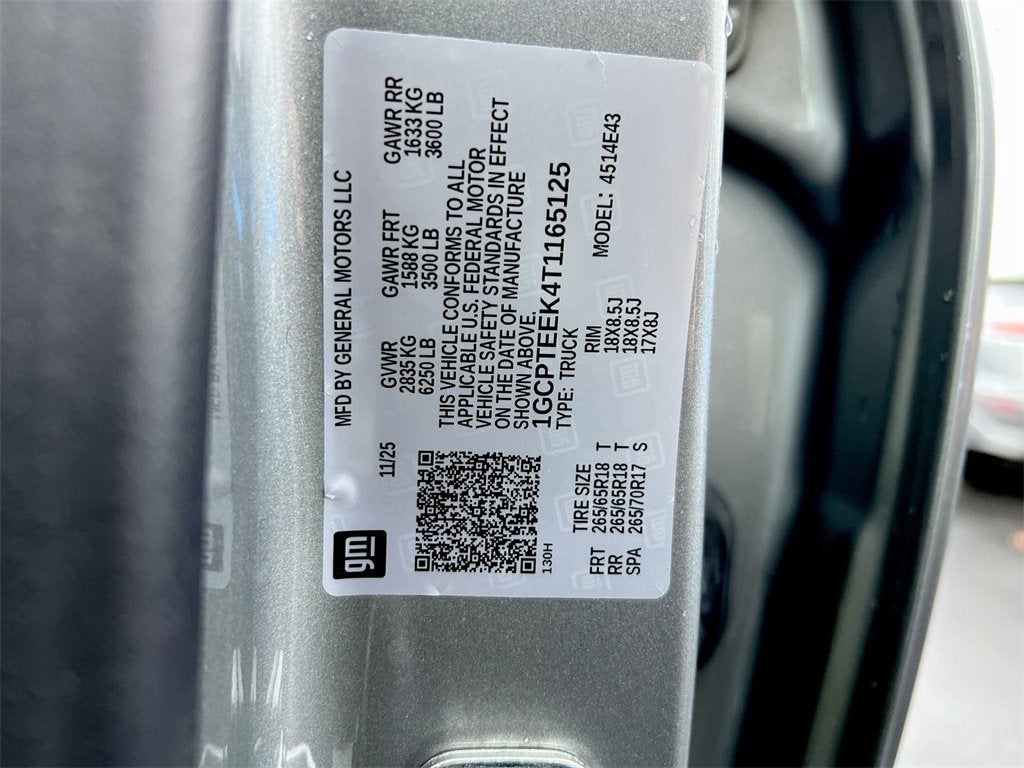 gm
MFD BY GENERAL MOTORS LLC
11/25 GVWR GAWR FRT GAWR RR
2835 KG 1588 KG 1633 KG
6250 LB 3500 LB 3600 LB
THIS VEHICLE CONFORMS TO ALL
APPLICABLE U.S. FEDERAL MOTOR
VEHICLE SAFETY STANDARDS IN EFFECT
ON THE DATE OF MANUFACTURE
SHOWN ABOVE.
1GCPTEEK4T1165125
130H
TYPE: TRUCK
TIRE SIZE RIM MODEL: 4514E43
FRT 265/65R18 T 18X8.5J
RR 265/65R18 T 18X8.5J
SPA 265/70R17 S 17X8J